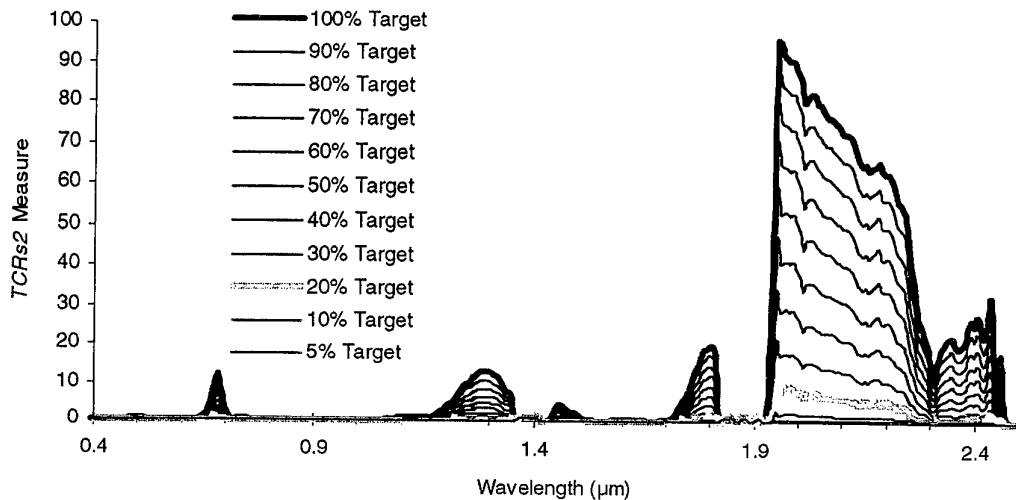 100
90
80
70
60
50
40
30
20
10
0
TCRs2 Measure
100% Target
90% Target
80% Target
70% Target
60% Target
50% Target
40% Target
30% Target
20% Target
10% Target
5% Target
0.4 0.9 1.4 1.9 2.4
Wavelength (µm)